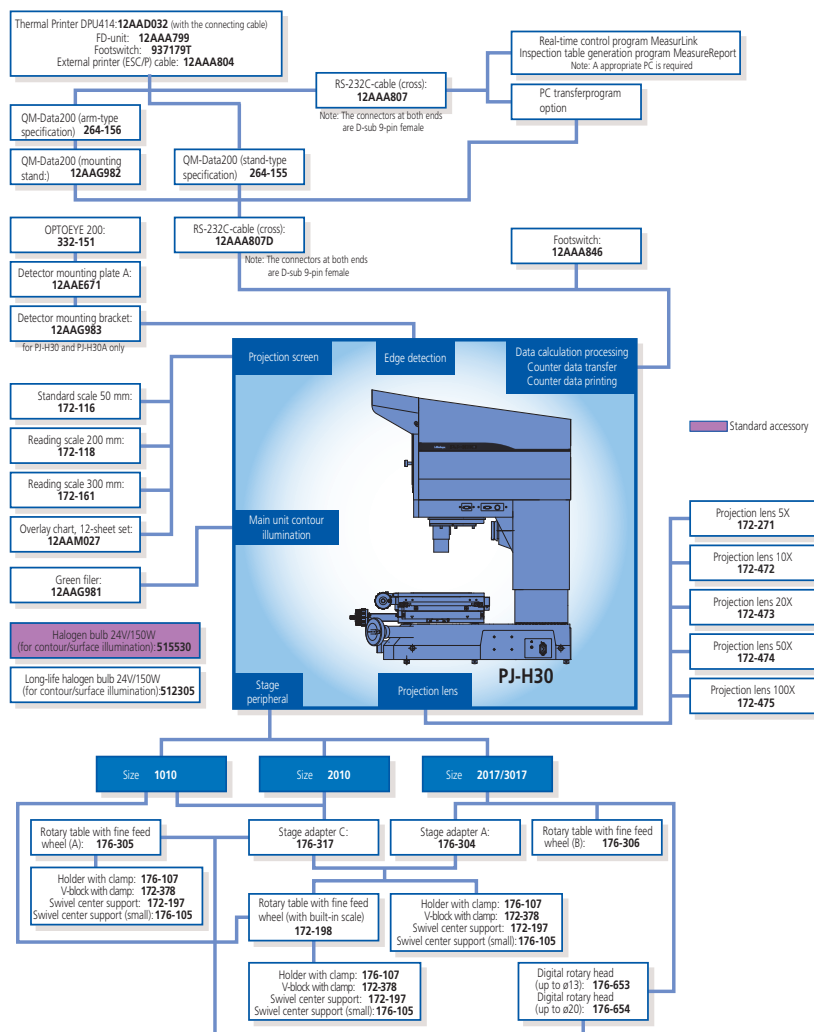 Thermal Printer DPU414:12AAD032 (with the connecting cable)
FD-unit: 12AAA799
Footswitch: 937179T
External printer (ESC/P) cable: 12AAA804
Real-time control program MeasurLink
Inspection table generation program MeasureReport
Note: A appropriate PC is required
RS-232C-cable (cross):
12AAA807
Note: The connectors at both ends
are D-sub 9-pin female
PC transferprogram
option
QM-Data200 (arm-type
specification) 264-156
QM-Data200 (mounting
stand:) 12AAG982
QM-Data200 (stand-type
specification) 264-155
OPTOEYE 200:
332-151
RS-232C-cable (cross):
12AAA807D
Note: The connectors at both ends
are D-sub 9-pin female
Footswitch:
12AAA846
Detector mounting plate A:
12AAE671
Detector mounting bracket:
12AAG983
for PJ-H30 and PJ-H30A only
Projection screen
Edge detection
Data calculation processing
Counter data transfer
Counter data printing
Standard scale 50 mm:
172-116
Reading scale 200 mm:
172-118
Reading scale 300 mm:
172-161
Overlay chart, 12-sheet set:
12AAM027
Green filer:
12AAG981
Main unit contour
illumination
Standard accessory
Projection lens 5X
172-271
Projection lens 10X
172-472
Projection lens 20X
172-473
Projection lens 50X
172-474
Projection lens 100X
172-475
Halogen bulb 24V/150W
(for contour/surface illumination):515530
Long-life halogen bulb 24V/150W
(for contour/surface illumination):512305
PJ-H30
Stage
peripheral
Projection lens
Size 1010
Size 2010
Size 2017/3017
Rotary table with fine feed
wheel (A): 176-305
Stage adapter C:
176-317
Stage adapter A:
176-304
Rotary table with fine feed
wheel (B): 176-306
Holder with clamp: 176-107
V-block with clamp: 172-378
Swivel center support: 172-197
Swivel center support (small):176-105
Rotary table with fine feed
wheel (with built-in scale)
172-198
Holder with clamp: 176-107
V-block with clamp: 172-378
Swivel center support: 172-197
Swivel center support (small):176-105
Holder with clamp: 176-107
V-block with clamp: 172-378
Swivel center support: 172-197
Swivel center support (small): 176-105
Digital rotary head
(up to ø13): 176-653
Digital rotary head
(up to ø20): 176-654